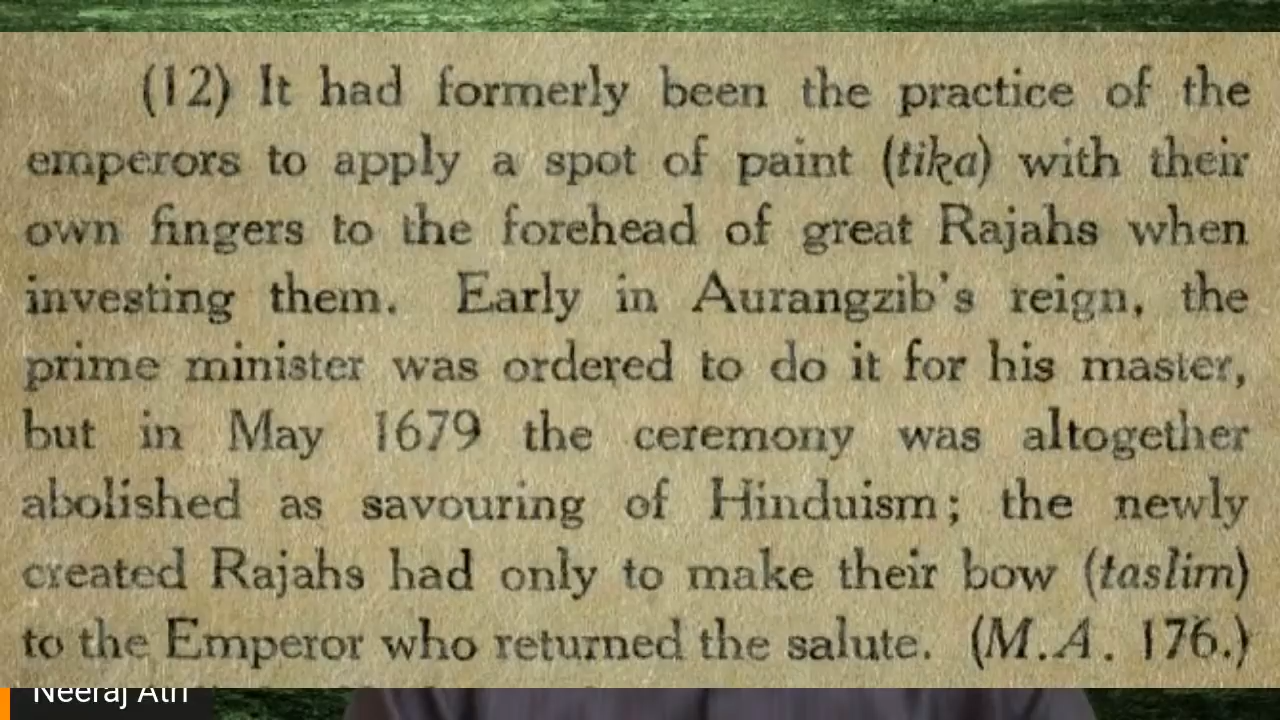 (12) It had formerly been the practice of the
emperors to apply a spot of paint (tika) with their
own fingers to the forehead of great Rajahs when
investing them. Early in Aurangzib's reign, the
prime minister was ordered to do it for his master,
but in May 1679 the ceremony was altogether
abolished as savouring of Hinduism; the newly
created Rajahs had only to make their bow (taslim)
to the Emperor who returned the salute. (M.A. 176.)
Neeraj